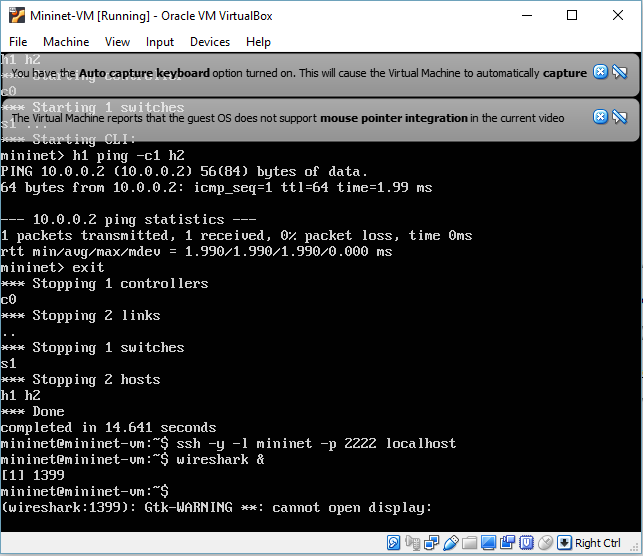 Mininet-VM [Running] - Oracle VM VirtualBox
File Machine View Input Devices Help
h1 h2
You have the Auto capture keyboard option turned on. This will cause the Virtual Machine to automatically capture
*** Starting controller
c0
*** Starting 1 switches
The Virtual Machine reports that the guest OS does not support mouse pointer integration in the current video
s1 ...
*** Starting CLI:
mininet> h1 ping -c1 h2
PING 10.0.0.2 (10.0.0.2) 56(84) bytes of data.
64 bytes from 10.0.0.2: icmp_seq=1 ttl=64 time=1.99 ms
--- 10.0.0.2 ping statistics ---
1 packets transmitted, 1 received, 0% packet loss, time 0ms
rtt min/avg/max/mdev = 1.990/1.990/1.990/0.000 ms
mininet> exit
*** Stopping 1 controllers
c0
*** Stopping 2 links
..
*** Stopping 1 switches
s1
*** Stopping 2 hosts
h1 h2
*** Done
completed in 14.641 seconds
mininet@mininet-vm:~$ ssh -y -l mininet -p 2222 localhost
mininet@mininet-vm:~$ wireshark &
[1] 1399
mininet@mininet-vm:~$
(wireshark:1399): Gtk-WARNING **: cannot open display:
Right Ctrl